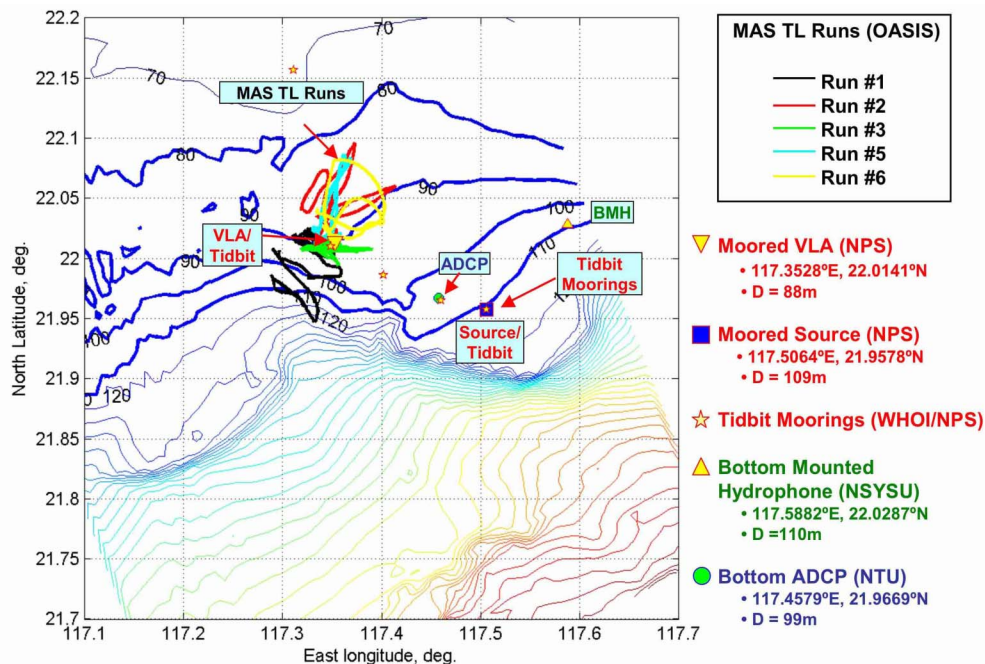 22.2
22.15
22.1
22.05
22
21.95
21.9
21.85
21.8
21.75
21.7
North Latitude, deg.
117.1
117.2
117.3
117.4
117.5
117.6
117.7
East longitude, deg.
70
70
80
80
90
90
90
100
100
100
110
120
120
MAS TL Runs
VLA/
Tidbit
ADCP
BMH
Tidbit
Moorings
Source/
Tidbit
MAS TL Runs (OASIS)
Run #1
Run #2
Run #3
Run #5
Run #6
Moored VLA (NPS)
• 117.3528ºE, 22.0141ºN
• D = 88m
Moored Source (NPS)
• 117.5064ºE, 21.9578ºN
• D = 109m
Tidbit Moorings (WHOI/NPS)
Bottom Mounted
Hydrophone (NSYSU)
• 117.5882ºE, 22.0287ºN
• D =110m
Bottom ADCP (NTU)
• 117.4579ºE, 21.9669ºN
• D = 99m